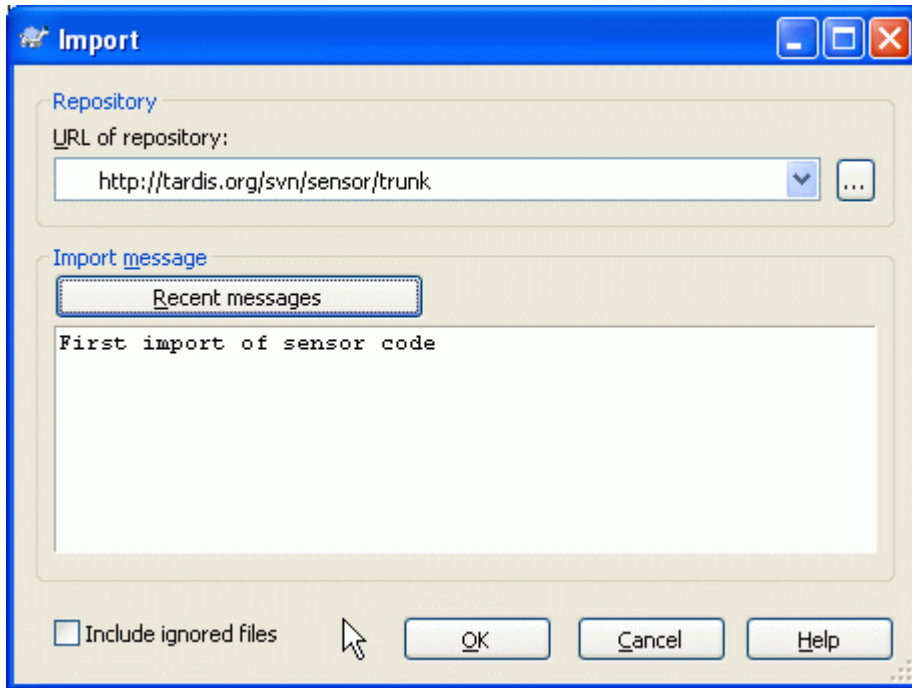 Import
Repository
URL of repository:
http://tardis.org/svn/sensor/trunk
...
Import message
Recent messages
First import of sensor code
Include ignored files
OK
Cancel
Help